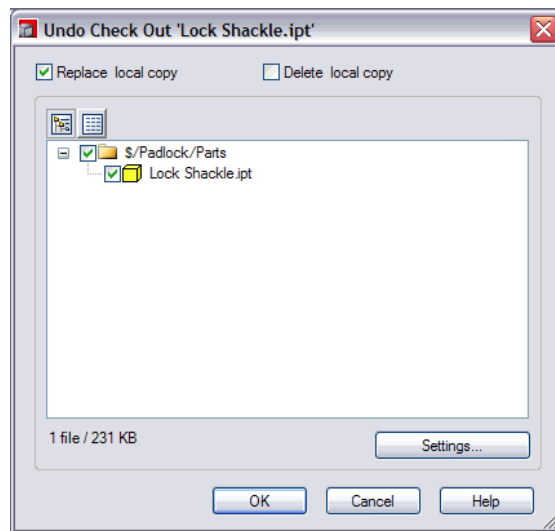 Undo Check Out 'Lock Shackle.ipt'
Replace local copy Delete local copy
$/Padlock/Parts
Lock Shackle.ipt
1 file / 231 KB
Settings...
OK Cancel Help